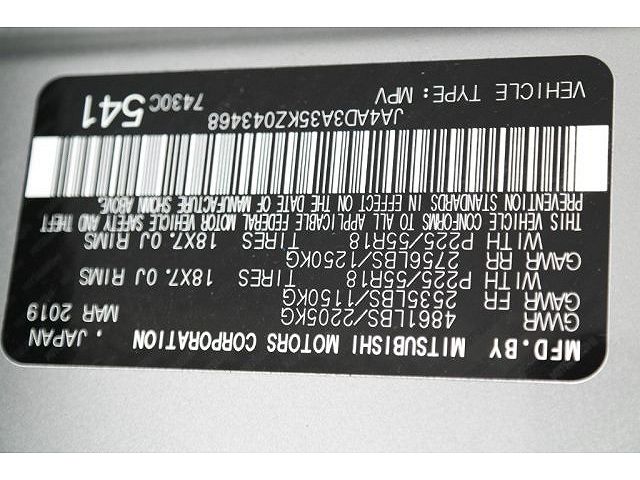 MFD.BY MITSUBISHI MOTORS CORPORATION .JAPAN
GVWR 4861LBS/2205KG MAR 2019
GAWR FR 2535LBS/1150KG
WITH P225/55R18 TIRES 18X7.0J RIMS
GAWR RR 2756LBS/1250KG
WITH P225/55R18 TIRES 18X7.0J RIMS
THIS VEHICLE CONFORMS TO ALL APPLICABLE FEDERAL MOTOR VEHICLE SAFETY AND THEFT
PREVENTION STANDARDS IN EFFECT ON THE DATE OF MANUFACTURE SHOWN ABOVE
JA4AD3A35KZ043468
VEHICLE TYPE: MPV 7430C 541